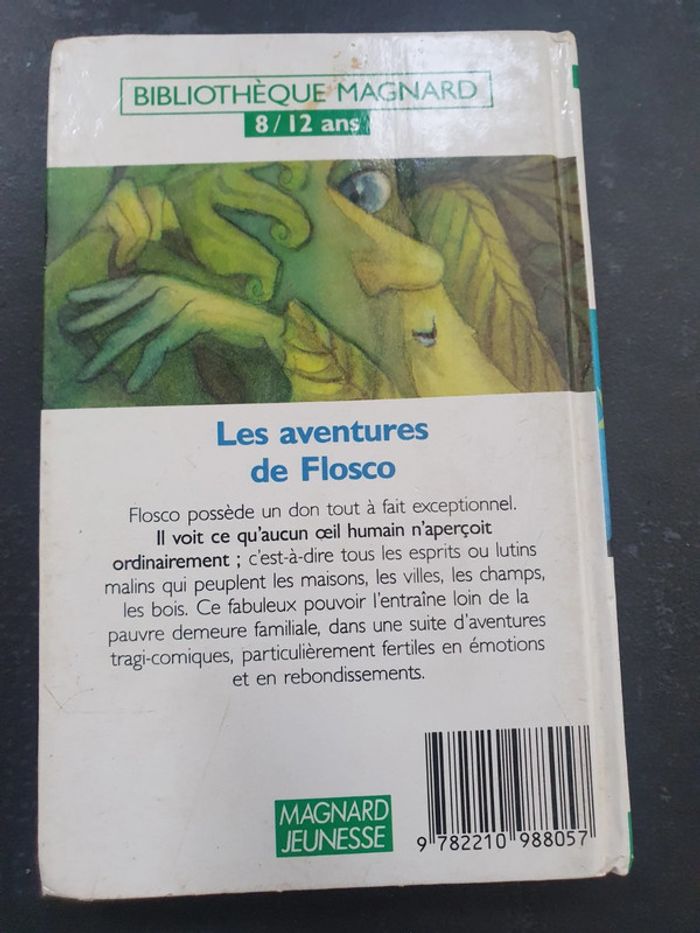 BIBLIOTHÈQUE MAGNARD
8/12 ans
Les aventures
de Flosco
Flosco possède un don tout à fait exceptionnel.
Il voit ce qu'aucun œil humain n'aperçoit
ordinairement ; c'est-à-dire tous les esprits ou lutins
malins qui peuplent les maisons, les villes, les champs,
les bois. Ce fabuleux pouvoir l'entraîne loin de la
pauvre demeure familiale, dans une suite d'aventures
tragi-comiques, particulièrement fertiles en émotions
et en rebondissements.
MAGNARD
JEUNESSE
9 782210 988057